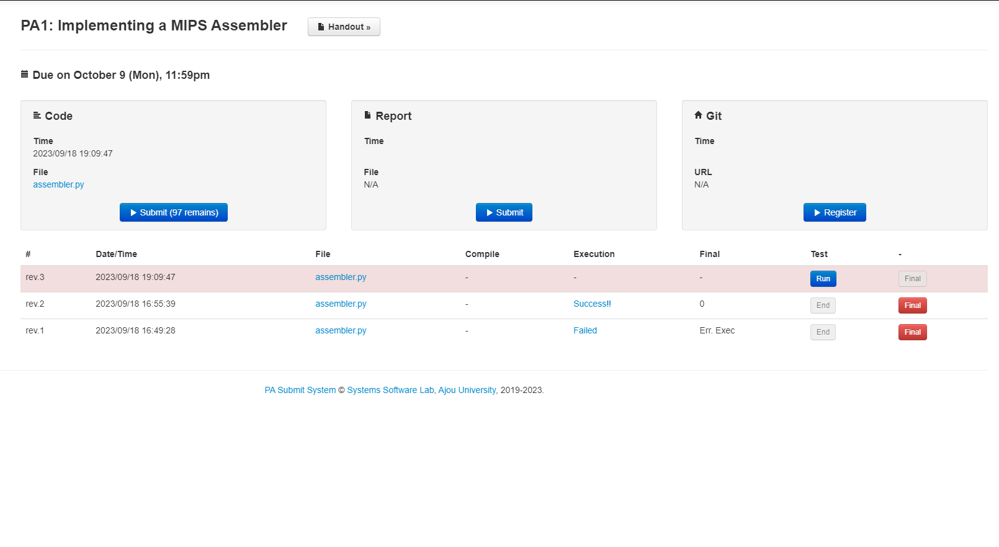 PA1: Implementing a MIPS Assembler
Handout »
Due on October 9 (Mon), 11:59pm
Code
Time
2023/09/18 19:09:47
File
assembler.py
Submit (97 remains)
Report
Time
File
N/A
Submit
Git
Time
URL
N/A
Register
# Date/Time File Compile Execution Final Test -
rev.3 2023/09/18 19:09:47 assembler.py - - - Run Final
rev.2 2023/09/18 16:55:39 assembler.py - Success!! 0 End Final
rev.1 2023/09/18 16:49:28 assembler.py - Failed Err. Exec End Final
PA Submit System © Systems Software Lab, Ajou University, 2019-2023.